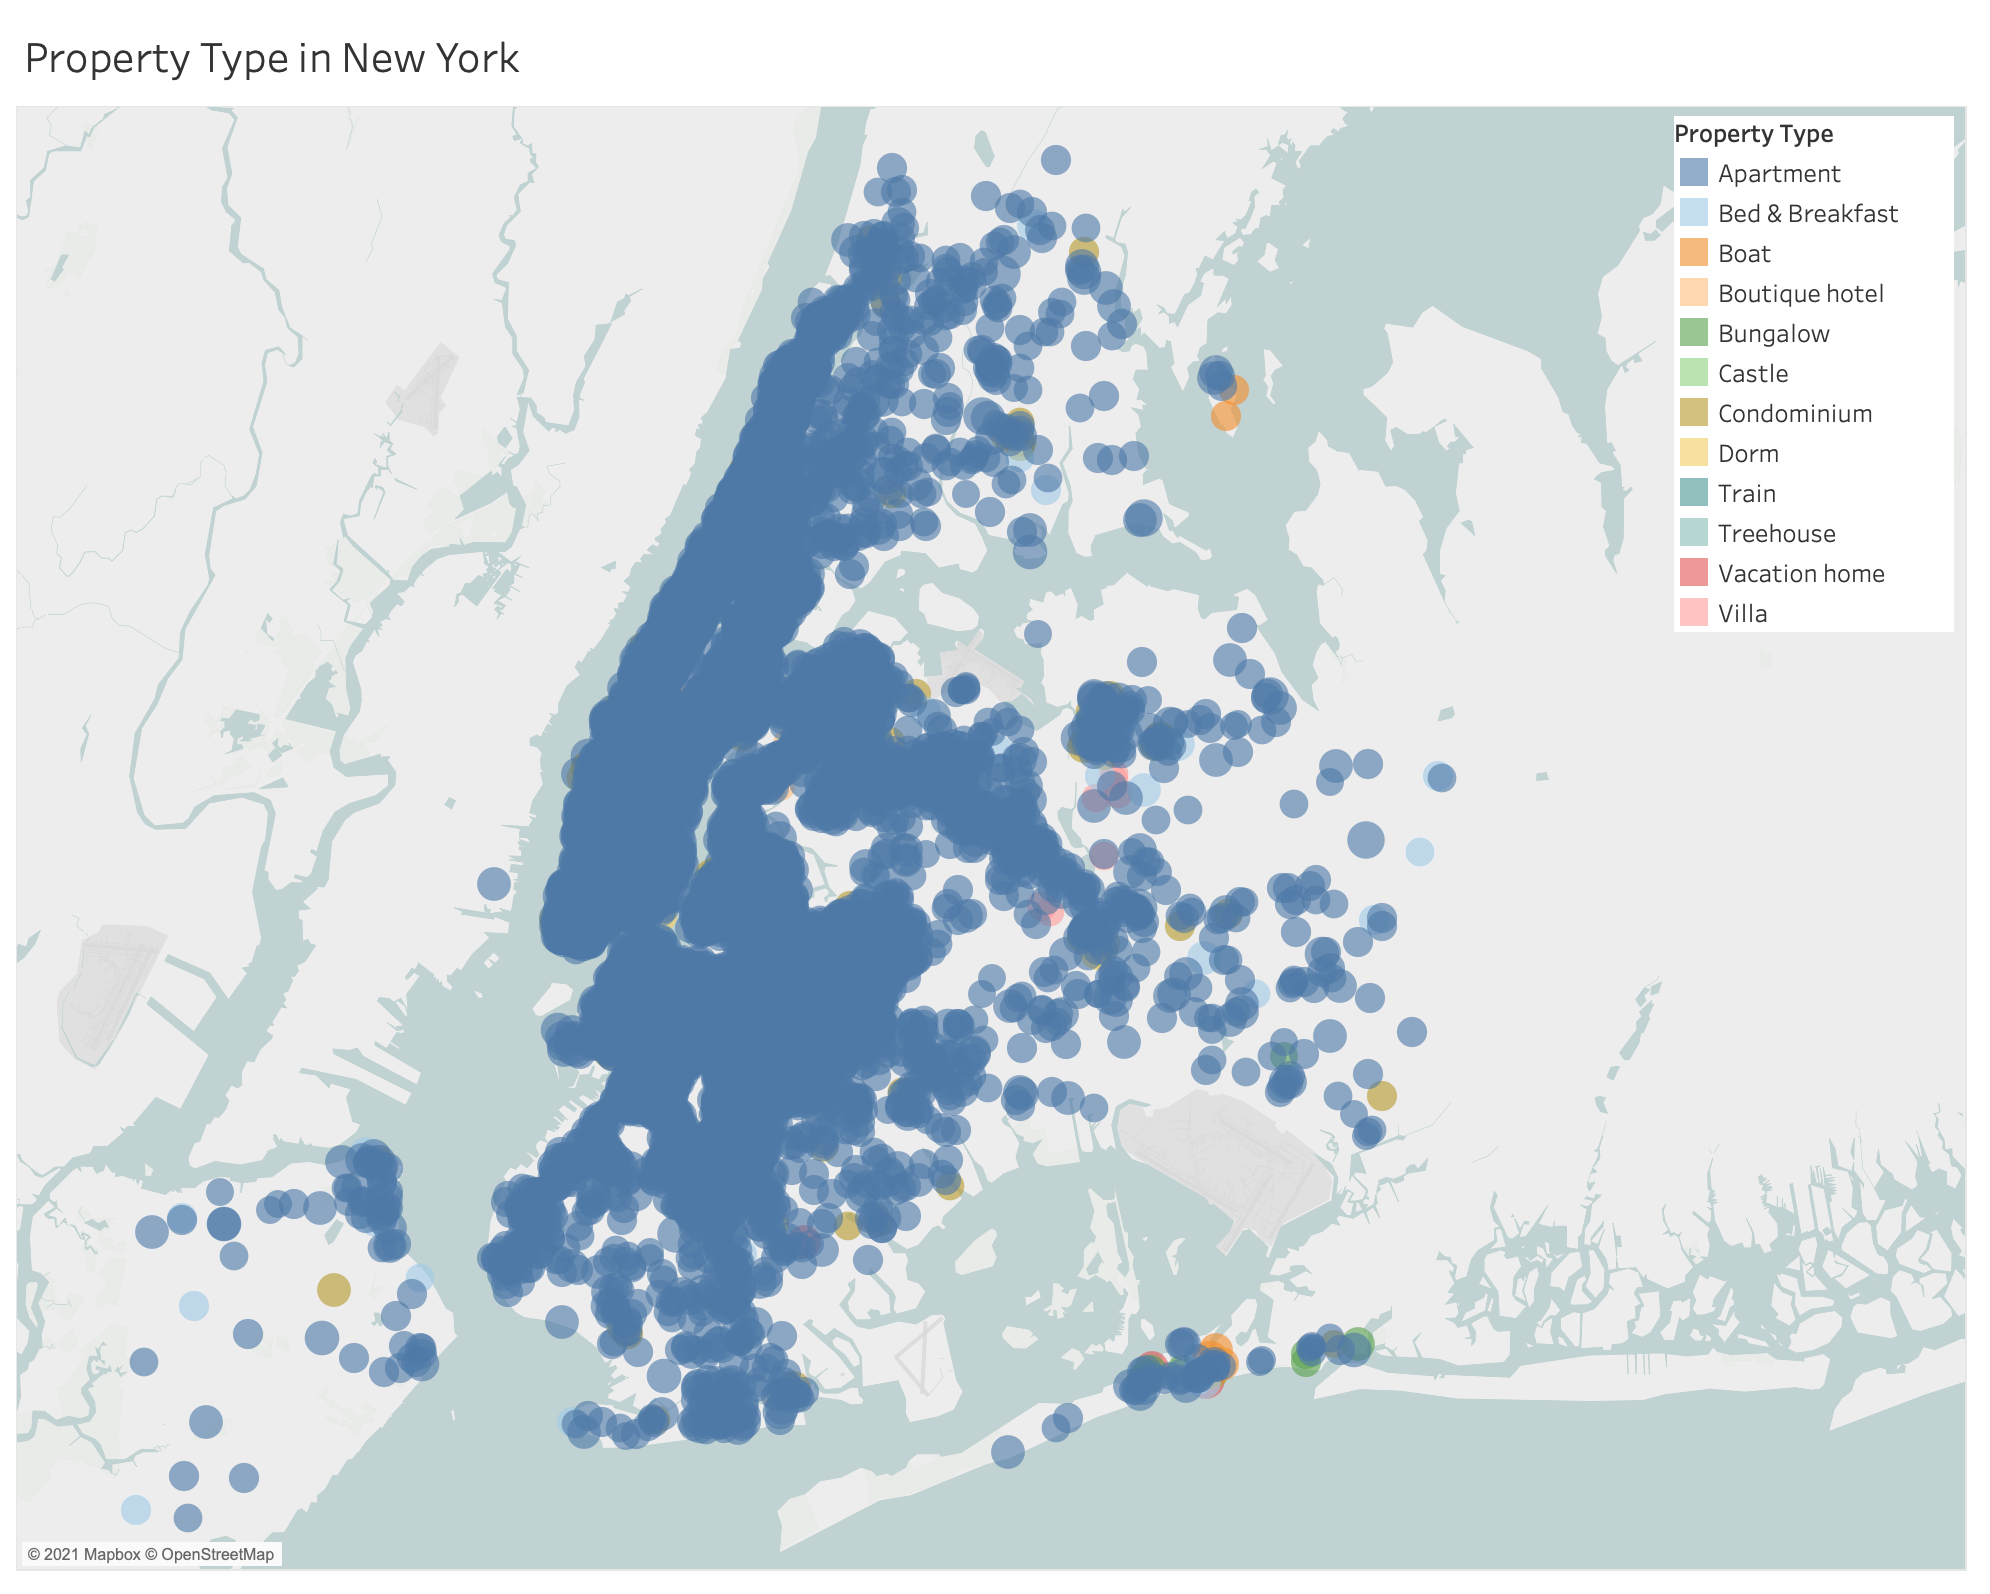 Property Type in New York
Property Type
Apartment
Bed & Breakfast
Boat
Boutique hotel
Bungalow
Castle
Condominium
Dorm
Train
Treehouse
Vacation home
Villa
© 2021 Mapbox © OpenStreetMap